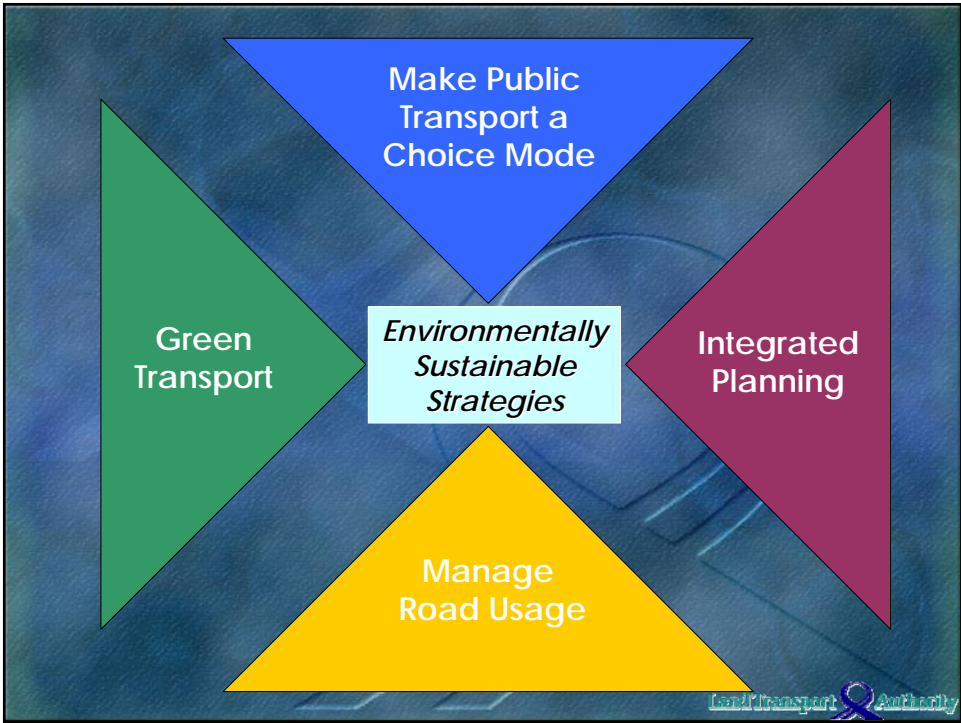 Make Public
Transport a
Choice Mode
Green
Transport
Environmentally
Sustainable
Strategies
Integrated
Planning
Manage
Road Usage
Land Transport Authority